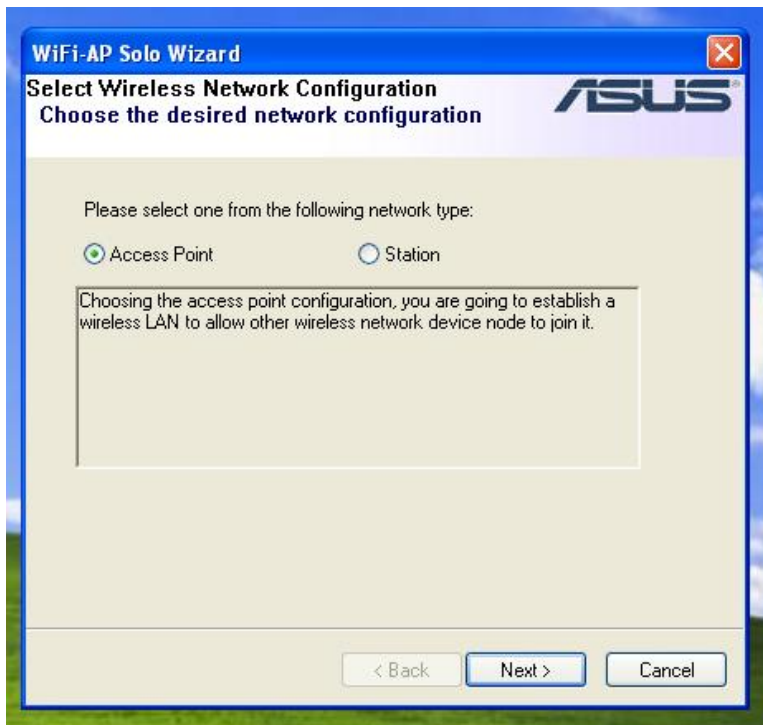 WiFi-AP Solo Wizard
Select Wireless Network Configuration
Choose the desired network configuration
ASUS®
Please select one from the following network type:
Access Point
Station
Choosing the access point configuration, you are going to establish a
wireless LAN to allow other wireless network device node to join it.
< Back
Next >
Cancel